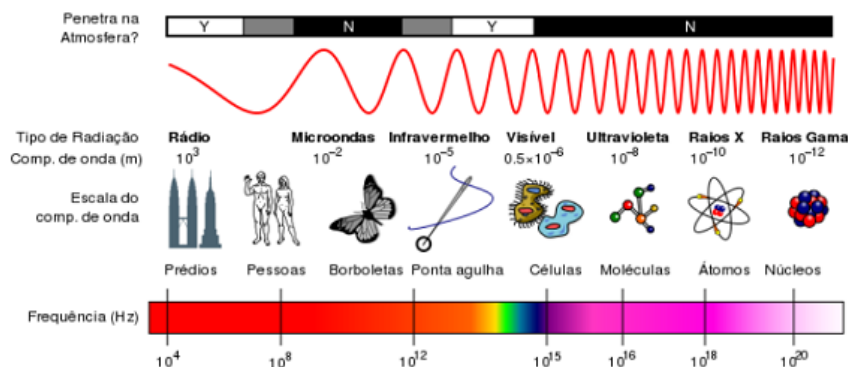 Penetra na Atmosfera?
Y N Y N
Tipo de Radiação Rádio Microondas Infravermelho Visível Ultravioleta Raios X Raios Gama
Comp. de onda (m) 10³ 10⁻² 10⁻⁵ 0.5×10⁻⁶ 10⁻⁸ 10⁻¹⁰ 10⁻¹²
Escala do comp. de onda
Prédios Pessoas Borboletas Ponta agulha Células Moléculas Átomos Núcleos
Frequência (Hz)
10⁴ 10⁸ 10¹² 10¹⁵ 10¹⁶ 10¹⁸ 10²⁰